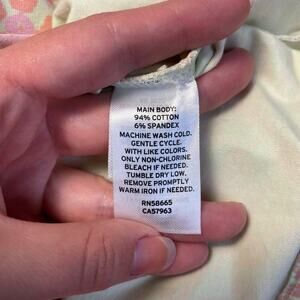 MAIN BODY:
94% COTTON
6% SPANDEX
MACHINE WASH COLD.
GENTLE CYCLE.
WITH LIKE COLORS.
ONLY NON-CHLORINE
BLEACH IF NEEDED.
TUMBLE DRY LOW.
REMOVE PROMPTLY
WARM IRON IF NEEDED.
RN58665
CA57963